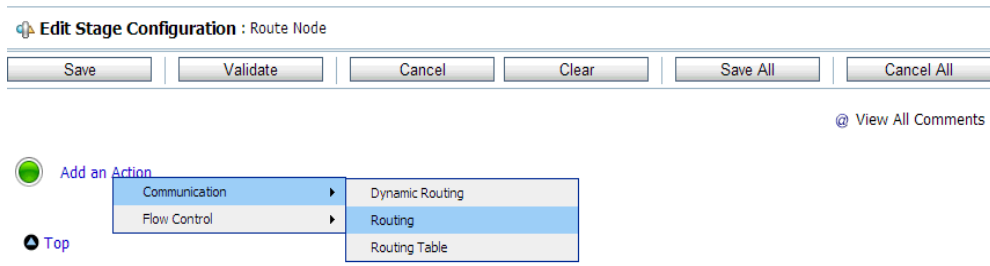 Edit Stage Configuration : Route Node
Save Validate Cancel Clear Save All Cancel All
@ View All Comments
Add an Action
Communication Dynamic Routing
Flow Control Routing
Top Routing Table